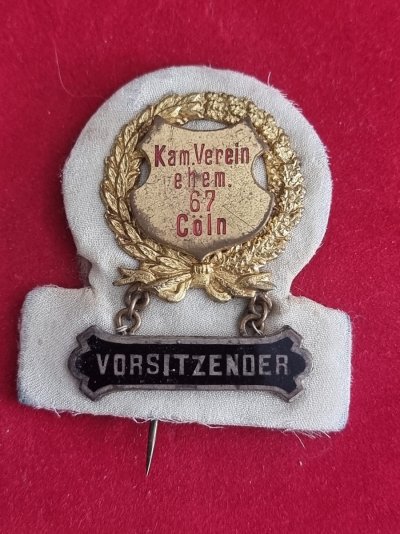 Kam. Verein
ehem.
67
Cöln
VORSITZENDER